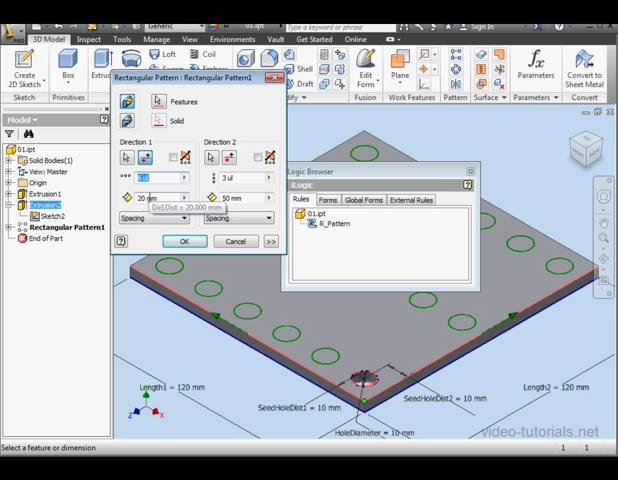 Generic
01.ipt
Type a keyword or phrase
Sign In
PRO
3D Model
Inspect
Tools
Manage
View
Environments
Vault
Get Started
Online
Create
2D Sketch
Box
Loft
Coil
Shell
Edit
Form
Plane
Parameters
Convert to
Sheet Metal
Sketch
Primitives
Work Features
Pattern
Surface
Parameters
Convert
Model
01.ipt
Solid Bodies(1)
View: Master
Origin
Extrusion1
Extrusion2
Sketch2
Rectangular Pattern1
End of Part
Rectangular Pattern : Rectangular Pattern1
Features
Solid
Direction 1
Direction 2
3 ul
20 mm
50 mm
Dir1Dist = 20.000 mm
Spacing
Spacing
OK
Cancel
>>
iLogic Browser
iLogic
Rules
Forms
Global Forms
External Rules
01.ipt
R_Pattern
Length1 = 120 mm
SeedHoleDist1 = 10 mm
HoleDiameter = 10 mm
SeedHoleDist2 = 10 mm
Length2 = 120 mm
video-tutorials.net
Select a feature or dimension
1
1